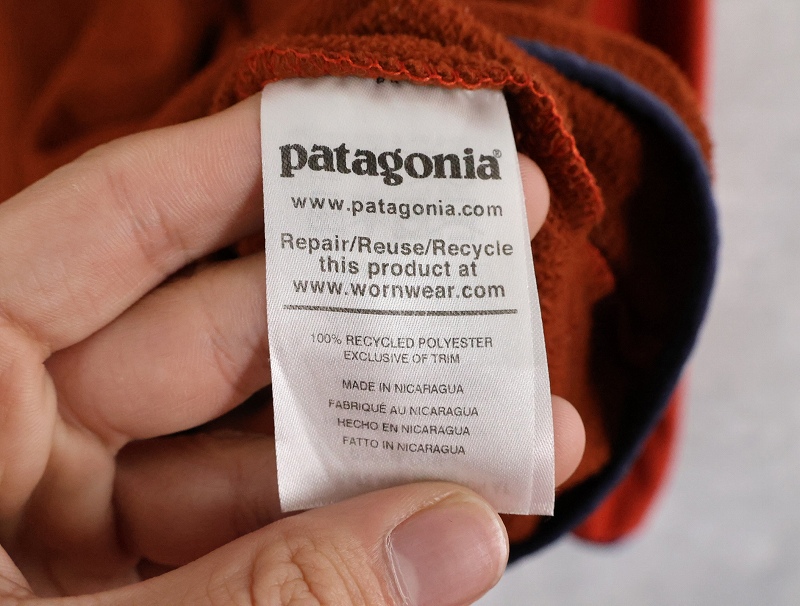 patagonia®
www.patagonia.com
Repair/Reuse/Recycle
this product at
www.wornwear.com
100% RECYCLED POLYESTER
EXCLUSIVE OF TRIM
MADE IN NICARAGUA
FABRIQUÉ AU NICARAGUA
HECHO EN NICARAGUA
FATTO IN NICARAGUA